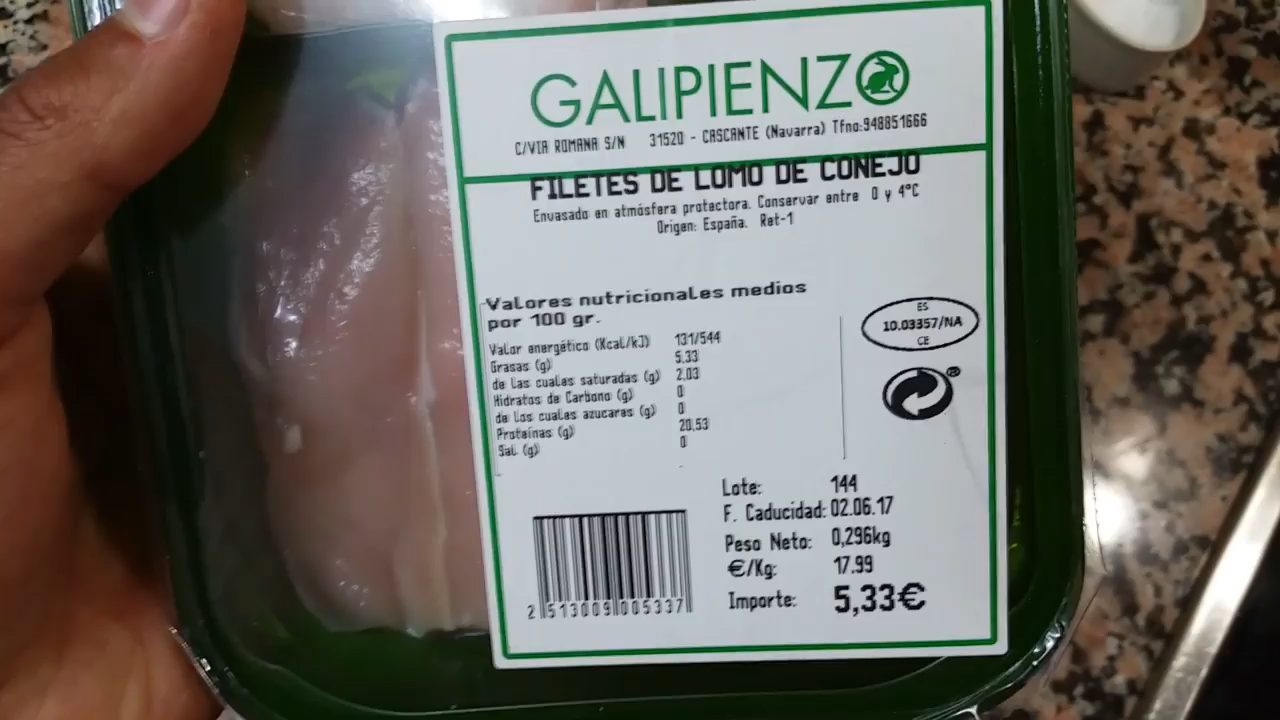 GALIPIENZO
C/VIA ROMANA S/N 31520 - CASCANTE (Navarra) Tfno:948851666
FILETES DE LOMO DE CONEJO
Envasado en atmósfera protectora. Conservar entre 0 y 4°C
Origen: España. Ret-1
Valores nutricionales medios
por 100 gr.
Valor energético (Kcal/kJ) 131/544
Grasas (g) 5,33
de las cuales saturadas (g) 2,03
Hidratos de Carbono (g) 0
de los cuales azucares (g) 0
Proteínas (g) 20,53
Sal (g) 0
ES
10.03357/NA
CE
®
Lote: 144
F. Caducidad: 02.06.17
Peso Neto: 0,296kg
€/Kg: 17.99
Importe: 5,33€
2 513009 005337